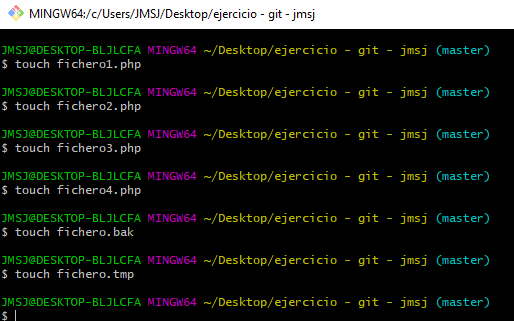 MINGW64:/c/Users/JMSJ/Desktop/ejercicio - git - jmsj
JMSJ@DESKTOP-BLJLCFA MINGW64 ~/Desktop/ejercicio - git - jmsj (master)
$ touch fichero1.php
JMSJ@DESKTOP-BLJLCFA MINGW64 ~/Desktop/ejercicio - git - jmsj (master)
$ touch fichero2.php
JMSJ@DESKTOP-BLJLCFA MINGW64 ~/Desktop/ejercicio - git - jmsj (master)
$ touch fichero3.php
JMSJ@DESKTOP-BLJLCFA MINGW64 ~/Desktop/ejercicio - git - jmsj (master)
$ touch fichero4.php
JMSJ@DESKTOP-BLJLCFA MINGW64 ~/Desktop/ejercicio - git - jmsj (master)
$ touch fichero.bak
JMSJ@DESKTOP-BLJLCFA MINGW64 ~/Desktop/ejercicio - git - jmsj (master)
$ touch fichero.tmp
JMSJ@DESKTOP-BLJLCFA MINGW64 ~/Desktop/ejercicio - git - jmsj (master)
$